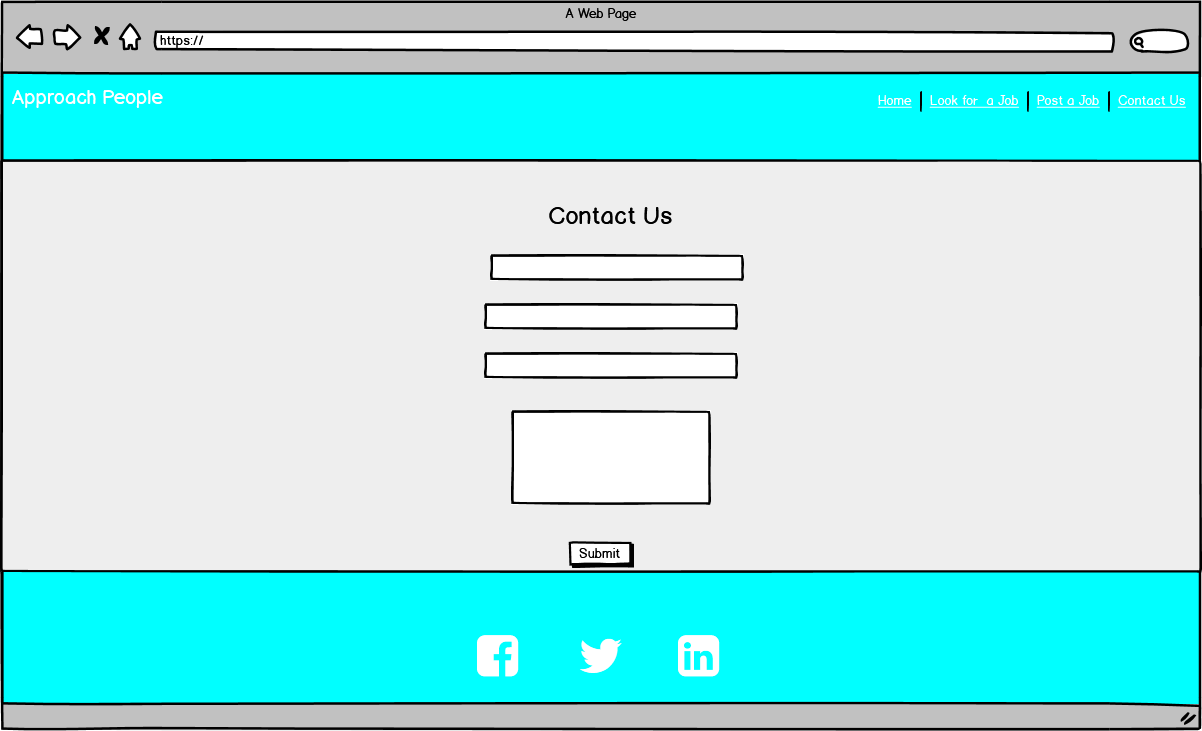 A Web Page
https://
Approach People
Home Look for a Job Post a Job Contact Us
Contact Us
Submit